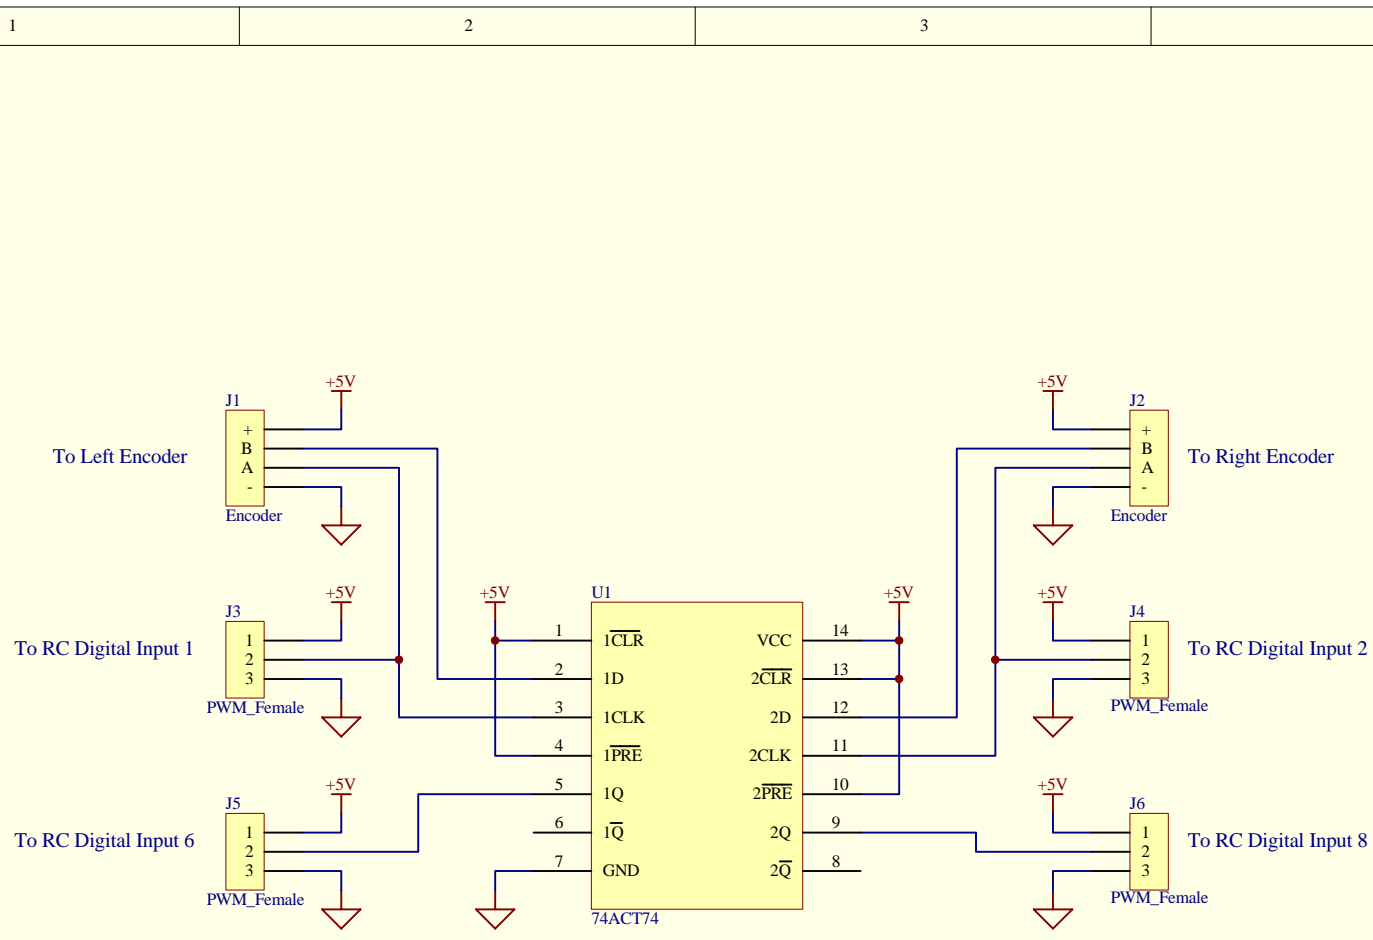 1 2 3
+5V
J1
+
B
A
-
Encoder
To Left Encoder
+5V
J2
+
B
A
-
Encoder
To Right Encoder
+5V
J3
1
2
3
PWM_Female
To RC Digital Input 1
+5V
U1
1 1C̅L̅R̅
2 1D
3 1CLK
4 1P̅R̅E̅
5 1Q
6 1Q̅
7 GND
VCC 14
2C̅L̅R̅ 13
2D 12
2CLK 11
2P̅R̅E̅ 10
2Q 9
2Q̅ 8
74ACT74
+5V
+5V
J4
1
2
3
PWM_Female
To RC Digital Input 2
+5V
J5
1
2
3
PWM_Female
To RC Digital Input 6
+5V
J6
1
2
3
PWM_Female
To RC Digital Input 8